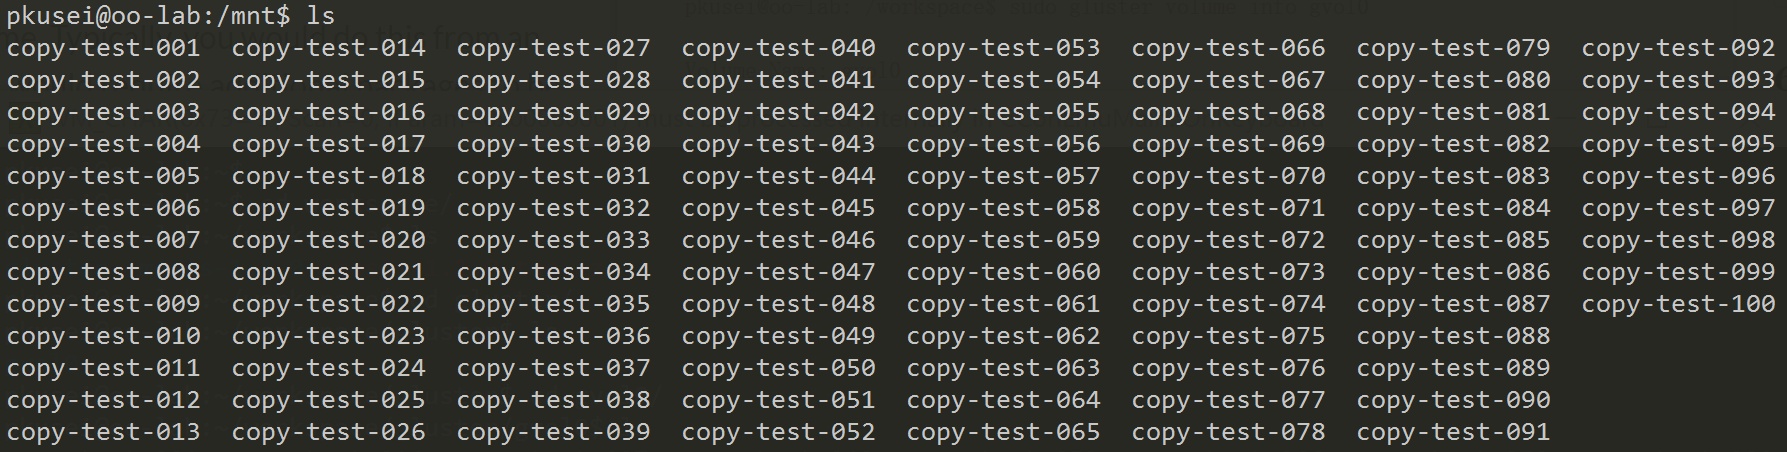 pkusei@oo-lab:/mnt$ ls
copy-test-001  copy-test-014  copy-test-027  copy-test-040  copy-test-053  copy-test-066  copy-test-079  copy-test-092
copy-test-002  copy-test-015  copy-test-028  copy-test-041  copy-test-054  copy-test-067  copy-test-080  copy-test-093
copy-test-003  copy-test-016  copy-test-029  copy-test-042  copy-test-055  copy-test-068  copy-test-081  copy-test-094
copy-test-004  copy-test-017  copy-test-030  copy-test-043  copy-test-056  copy-test-069  copy-test-082  copy-test-095
copy-test-005  copy-test-018  copy-test-031  copy-test-044  copy-test-057  copy-test-070  copy-test-083  copy-test-096
copy-test-006  copy-test-019  copy-test-032  copy-test-045  copy-test-058  copy-test-071  copy-test-084  copy-test-097
copy-test-007  copy-test-020  copy-test-033  copy-test-046  copy-test-059  copy-test-072  copy-test-085  copy-test-098
copy-test-008  copy-test-021  copy-test-034  copy-test-047  copy-test-060  copy-test-073  copy-test-086  copy-test-099
copy-test-009  copy-test-022  copy-test-035  copy-test-048  copy-test-061  copy-test-074  copy-test-087  copy-test-100
copy-test-010  copy-test-023  copy-test-036  copy-test-049  copy-test-062  copy-test-075  copy-test-088
copy-test-011  copy-test-024  copy-test-037  copy-test-050  copy-test-063  copy-test-076  copy-test-089
copy-test-012  copy-test-025  copy-test-038  copy-test-051  copy-test-064  copy-test-077  copy-test-090
copy-test-013  copy-test-026  copy-test-039  copy-test-052  copy-test-065  copy-test-078  copy-test-091